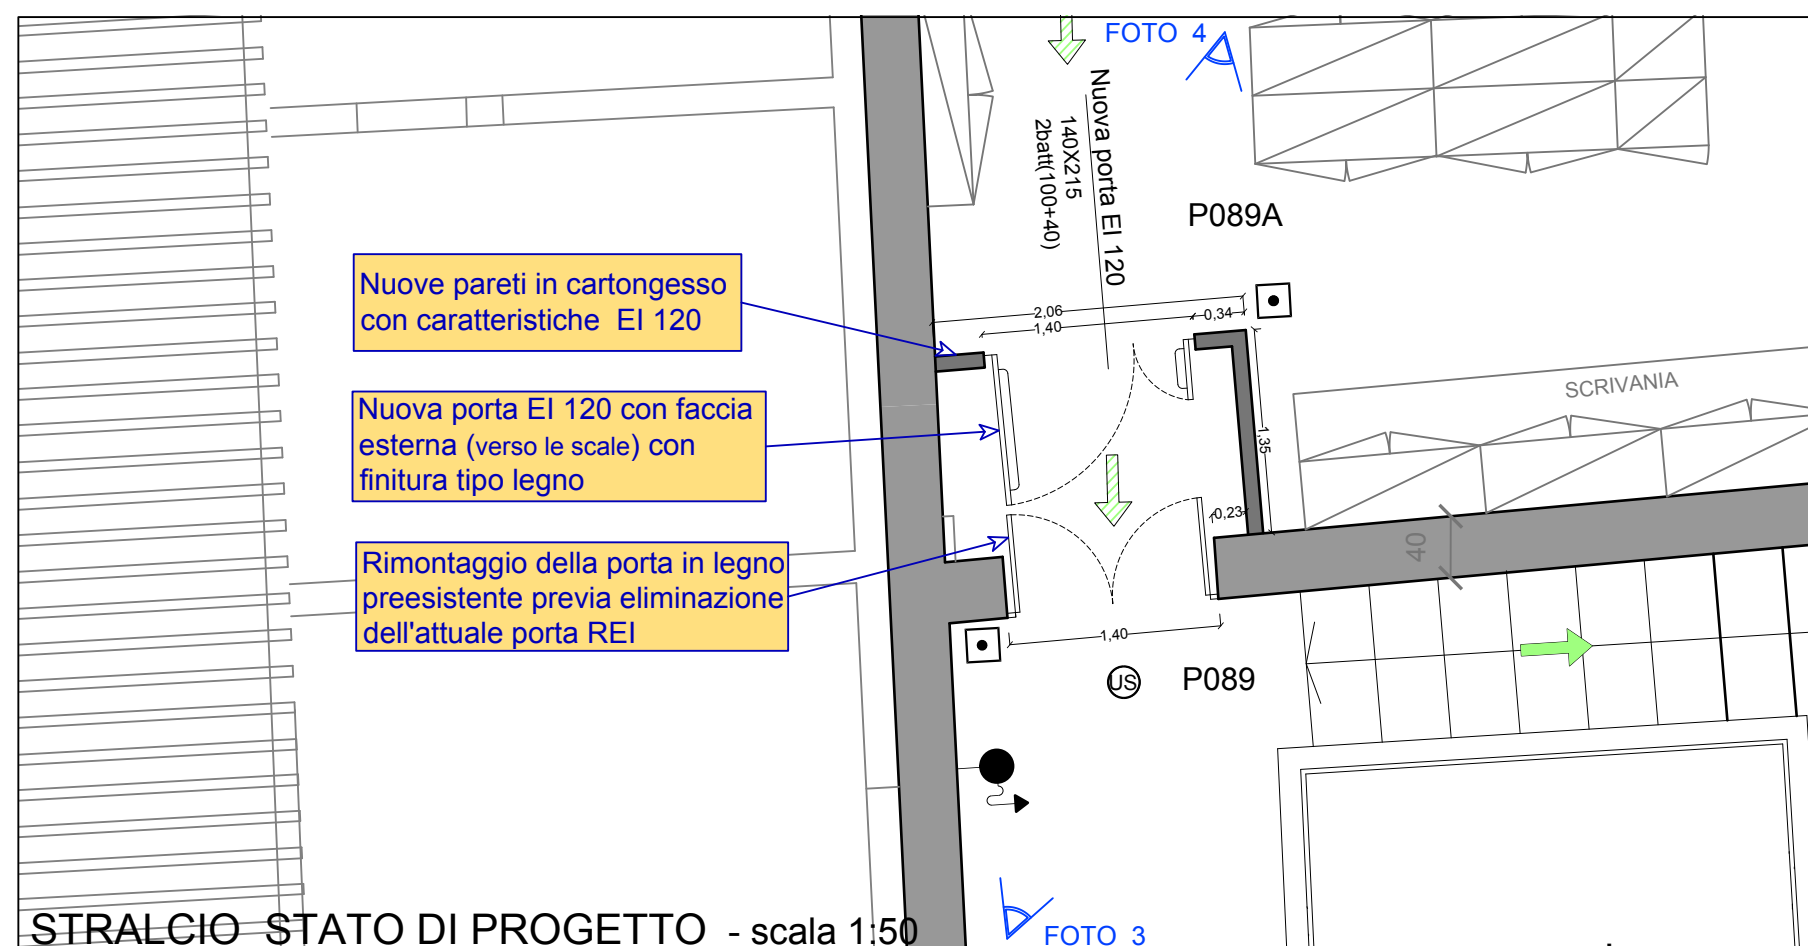 FOTO 4
Nuova porta EI 120
140X215
2batt(100+40)
P089A
Nuove pareti in cartongesso
con caratteristiche EI 120
2,06
1,40
0,34
SCRIVANIA
Nuova porta EI 120 con faccia
esterna (verso le scale) con
finitura tipo legno
1,35
0,23
40
Rimontaggio della porta in legno
preesistente previa eliminazione
dell'attuale porta REI
1,40
US
P089
STRALCIO STATO DI PROGETTO - scala 1:50
FOTO 3